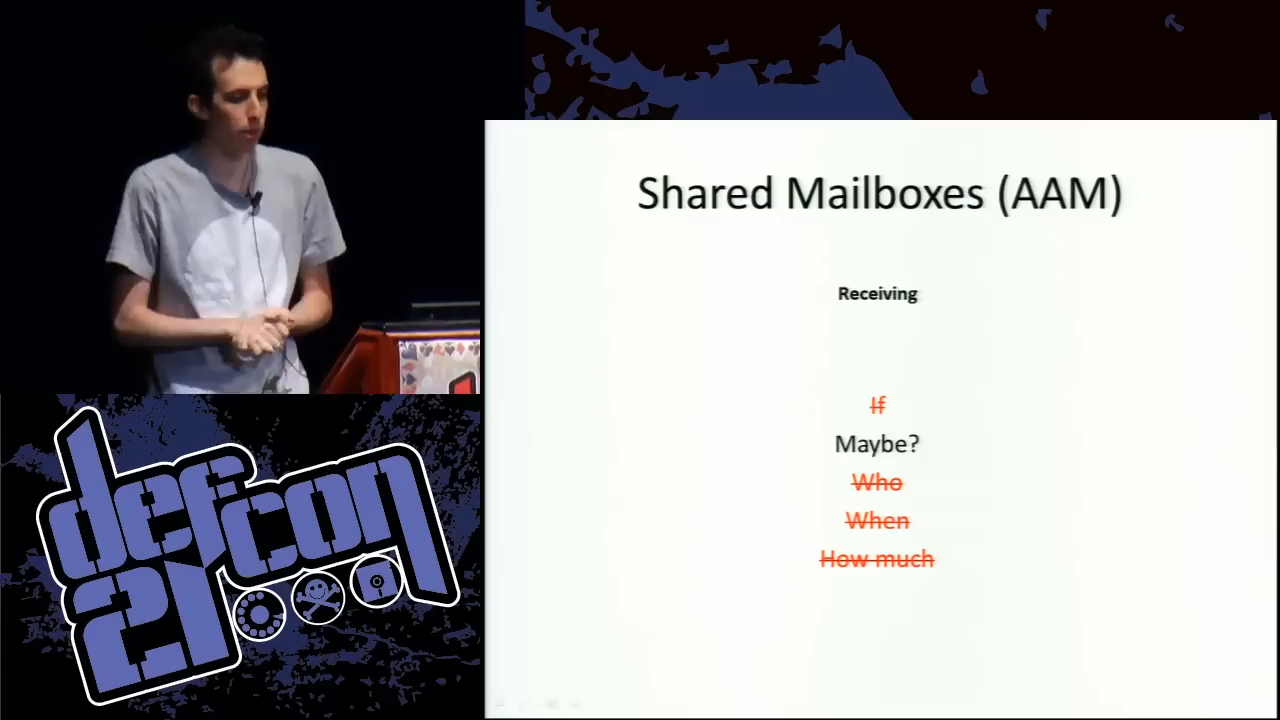 Shared Mailboxes (AAM)
Receiving
If
Maybe?
Who
When
How much
defcon
21